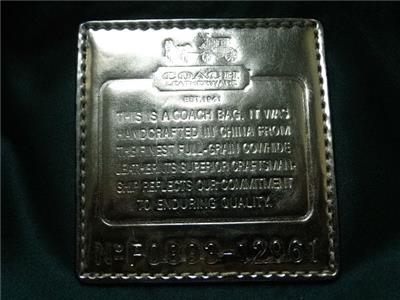 COACH
LEATHERWARE
EST. 1941
THIS IS A COACH BAG. IT WAS
HANDCRAFTED IN CHINA FROM
THE FINEST FULL-GRAIN COWHIDE
LEATHER. ITS SUPERIOR CRAFTSMAN-
SHIP REFLECTS OUR COMMITMENT
TO ENDURING QUALITY.
Nº F0893-12961